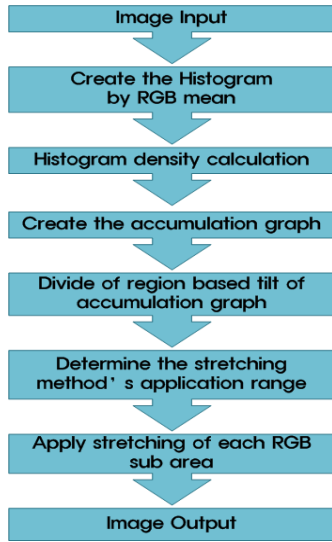 Image Input
Create the Histogram
by RGB mean
Histogram density calculation
Create the accumulation graph
Divide of region based tilt of
accumulation graph
Determine the stretching
method's application range
Apply stretching of each RGB
sub area
Image Output